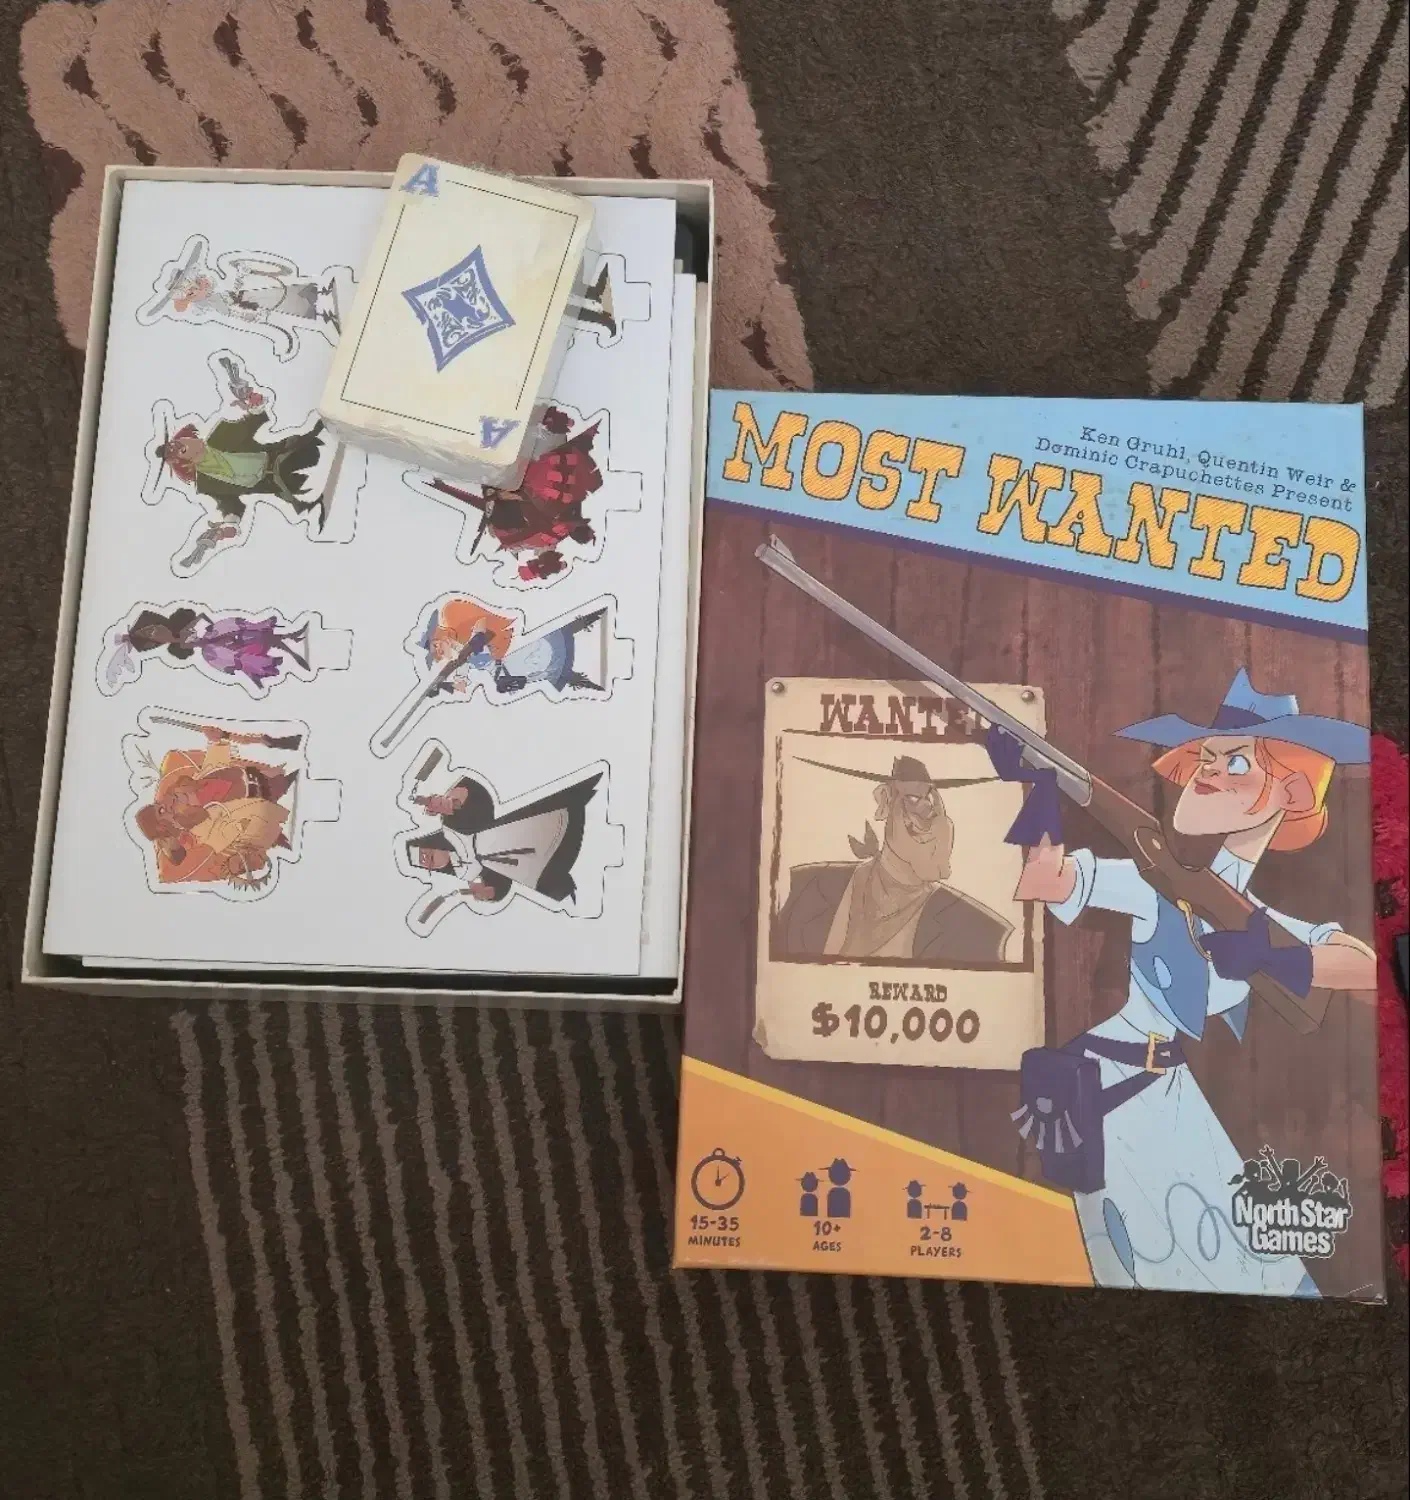 A
A
Ken Gruhl, Quentin Weir &
Dominic Crapuchettes Present
MOST WANTED
WANTED
REWARD
$10,000
15-35
MINUTES
10+
AGES
2-8
PLAYERS
North Star
Games